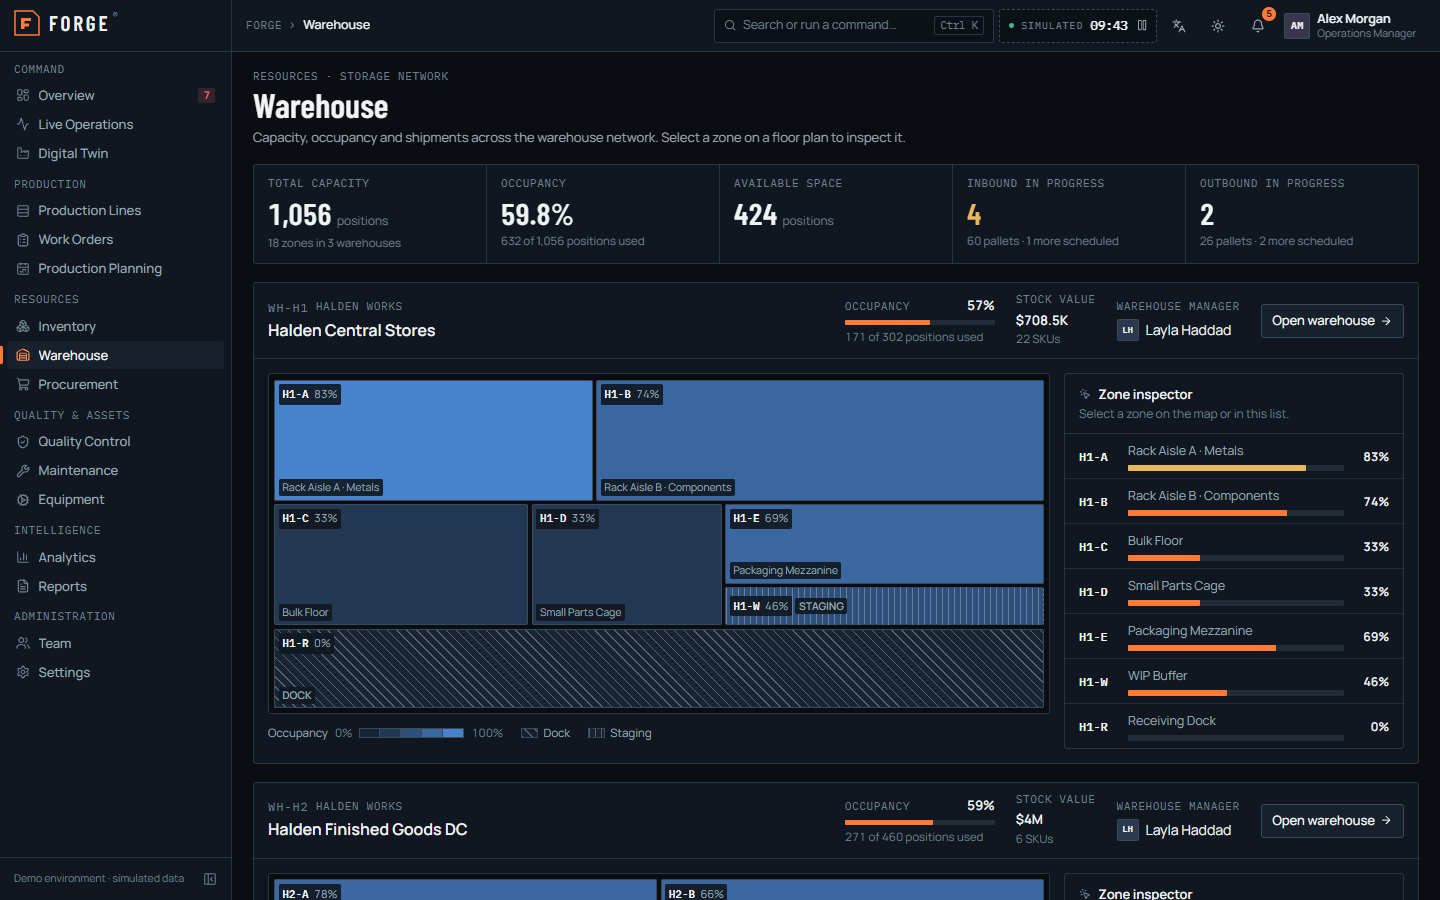 FORGE
FORGE › Warehouse
Search or run a command...
Ctrl K
SIMULATED 09:43
5
AM
Alex Morgan
Operations Manager
COMMAND
Overview 7
Live Operations
Digital Twin
PRODUCTION
Production Lines
Work Orders
Production Planning
RESOURCES
Inventory
Warehouse
Procurement
QUALITY & ASSETS
Quality Control
Maintenance
Equipment
INTELLIGENCE
Analytics
Reports
ADMINISTRATION
Team
Settings
Demo environment · simulated data
RESOURCES · STORAGE NETWORK
Warehouse
Capacity, occupancy and shipments across the warehouse network. Select a zone on a floor plan to inspect it.
TOTAL CAPACITY
1,056 positions
18 zones in 3 warehouses
OCCUPANCY
59.8%
632 of 1,056 positions used
AVAILABLE SPACE
424 positions
INBOUND IN PROGRESS
4
60 pallets · 1 more scheduled
OUTBOUND IN PROGRESS
2
26 pallets · 2 more scheduled
WH-H1 HALDEN WORKS
Halden Central Stores
OCCUPANCY 57%
171 of 302 positions used
STOCK VALUE
$708.5K
22 SKUs
WAREHOUSE MANAGER
LH Layla Haddad
Open warehouse →
H1-A 83%
Rack Aisle A · Metals
H1-B 74%
Rack Aisle B · Components
H1-C 33%
Bulk Floor
H1-D 33%
Small Parts Cage
H1-E 69%
Packaging Mezzanine
H1-W 46% STAGING
H1-R 0%
DOCK
Occupancy 0% 100% Dock Staging
Zone inspector
Select a zone on the map or in this list.
H1-A Rack Aisle A · Metals 83%
H1-B Rack Aisle B · Components 74%
H1-C Bulk Floor 33%
H1-D Small Parts Cage 33%
H1-E Packaging Mezzanine 69%
H1-W WIP Buffer 46%
H1-R Receiving Dock 0%
WH-H2 HALDEN WORKS
Halden Finished Goods DC
OCCUPANCY 59%
271 of 460 positions used
STOCK VALUE
$4M
6 SKUs
WAREHOUSE MANAGER
LH Layla Haddad
Open warehouse →
H2-A 78%
H2-B 66%
Zone inspector